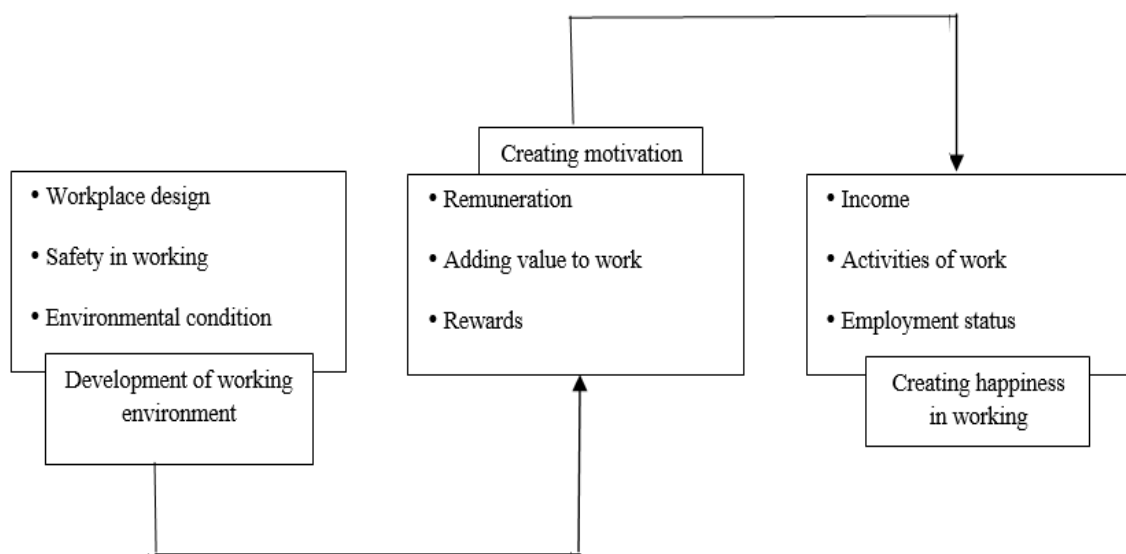 • Workplace design
• Safety in working
• Environmental condition
Development of working
environment
Creating motivation
• Remuneration
• Adding value to work
• Rewards
• Income
• Activities of work
• Employment status
Creating happiness
in working